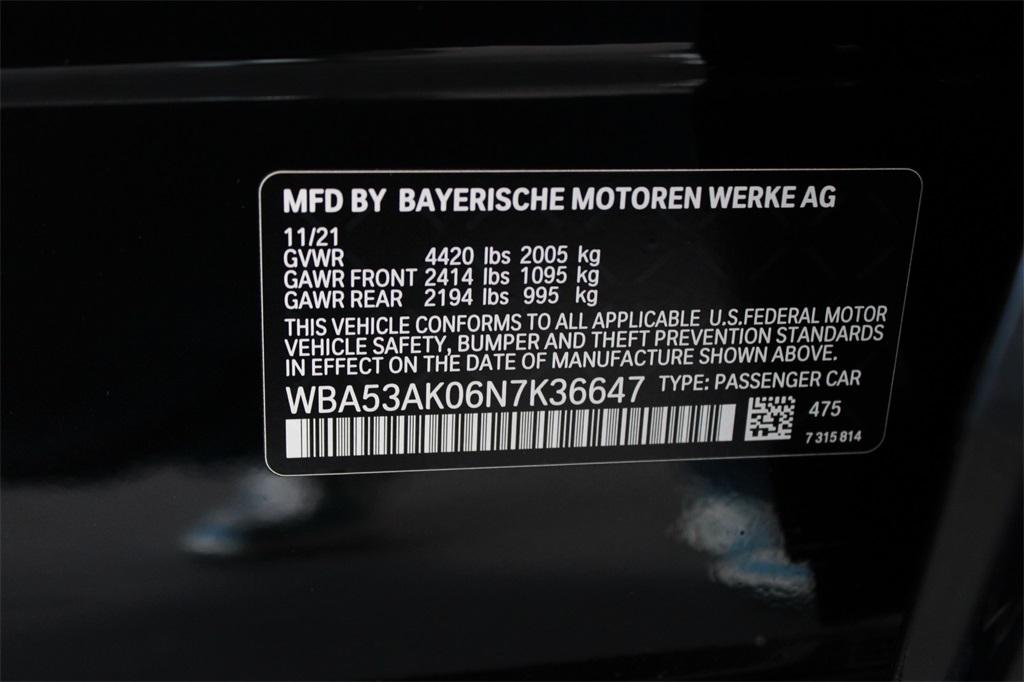 MFD BY BAYERISCHE MOTOREN WERKE AG
11/21
GVWR 4420 lbs 2005 kg
GAWR FRONT 2414 lbs 1095 kg
GAWR REAR 2194 lbs 995 kg
THIS VEHICLE CONFORMS TO ALL APPLICABLE U.S.FEDERAL MOTOR
VEHICLE SAFETY, BUMPER AND THEFT PREVENTION STANDARDS
IN EFFECT ON THE DATE OF MANUFACTURE SHOWN ABOVE.
WBA53AK06N7K36647 TYPE: PASSENGER CAR
475
7 315 814